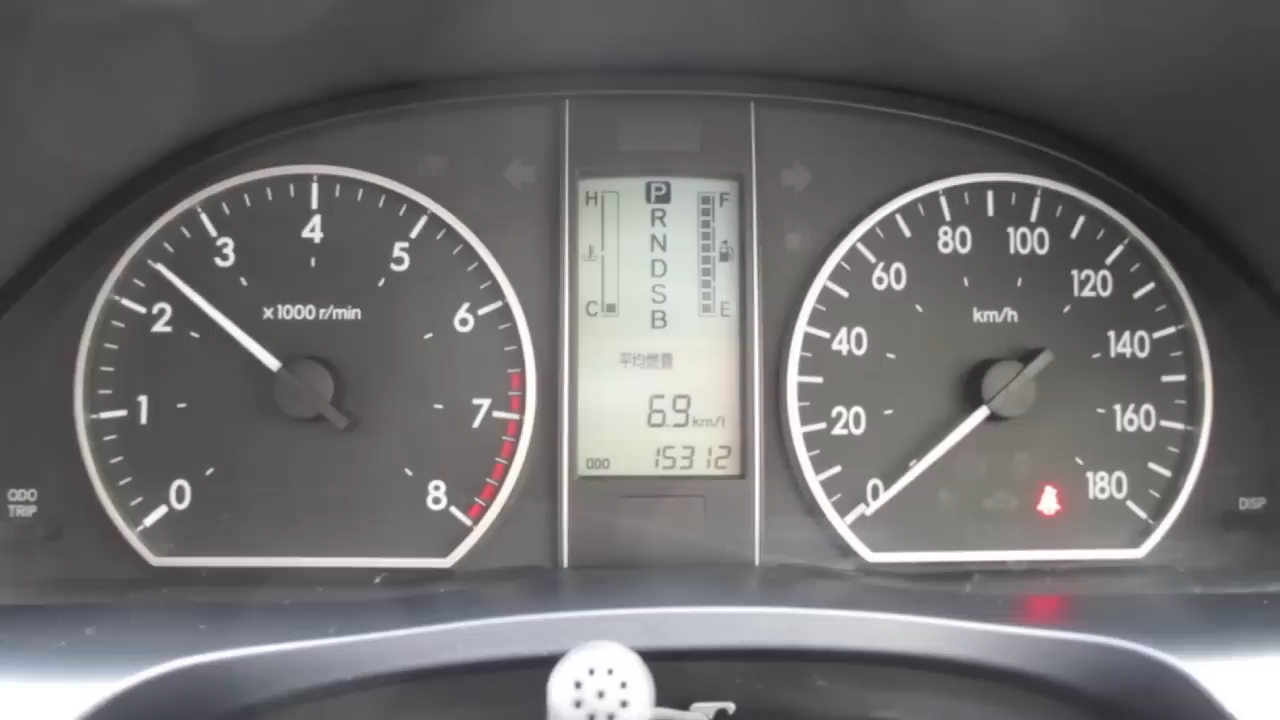 0
1
2
3
4
5
6
7
8
x1000 r/min
ODO
TRIP
H
C
P
R
N
D
S
B
F
E
平均燃費
6.9 km/l
ODO 15312
0
20
40
60
80
100
120
140
160
180
km/h
DISP